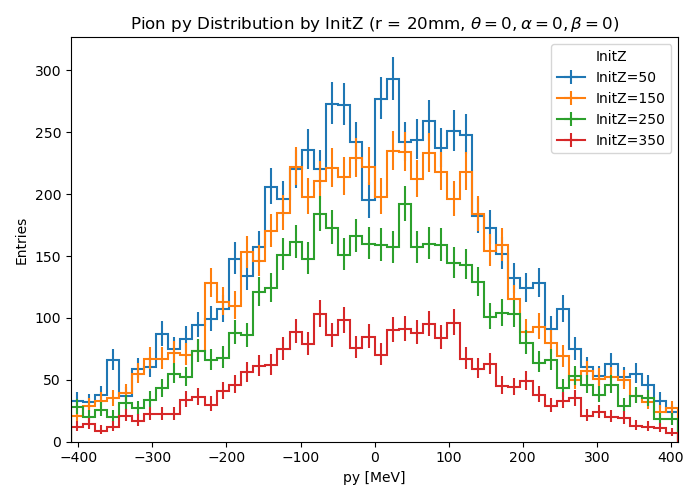 Pion py Distribution by InitZ (r = 20mm, θ = 0, α = 0, β = 0)
InitZ
InitZ=50
InitZ=150
InitZ=250
InitZ=350
Entries
300
250
200
150
100
50
0
−400 −300 −200 −100 0 100 200 300 400
py [MeV]